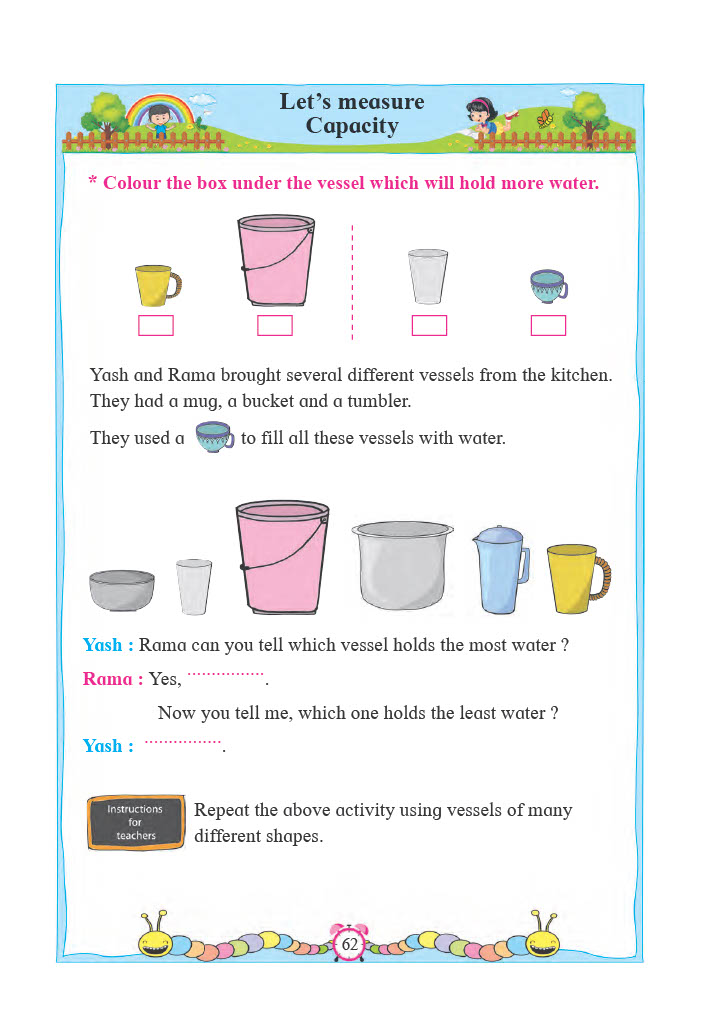 Let’s measure
Capacity
* Colour the box under the vessel which will hold more water.
Yash and Rama brought several different vessels from the kitchen.
They had a mug, a bucket and a tumbler.
They used a to fill all these vessels with water.
Yash : Rama can you tell which vessel holds the most water ?
Rama : Yes, ................ .
Now you tell me, which one holds the least water ?
Yash : ................ .
Instructions
for
teachers
Repeat the above activity using vessels of many
different shapes.
62